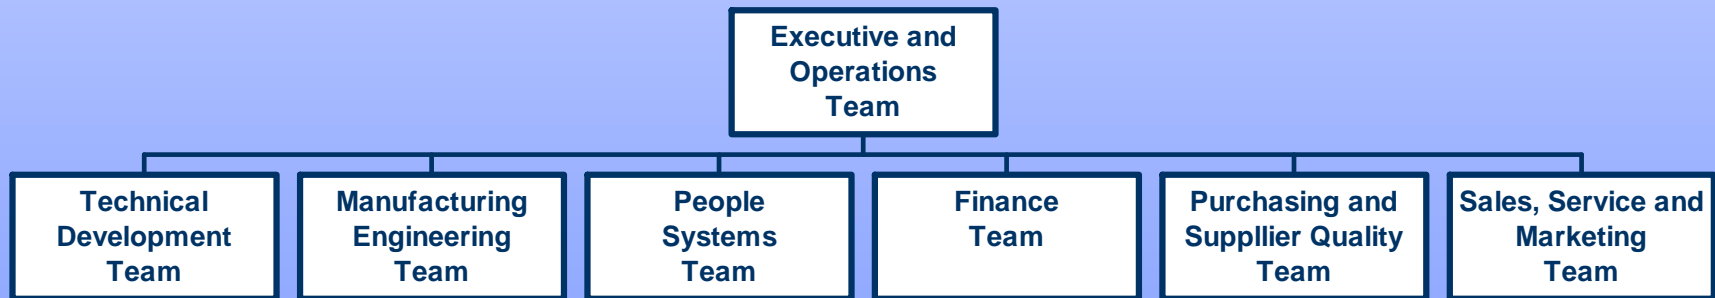 Executive and
Operations
Team
Technical
Development
Team
Manufacturing
Engineering
Team
People
Systems
Team
Finance
Team
Purchasing and
Suppllier Quality
Team
Sales, Service and
Marketing
Team